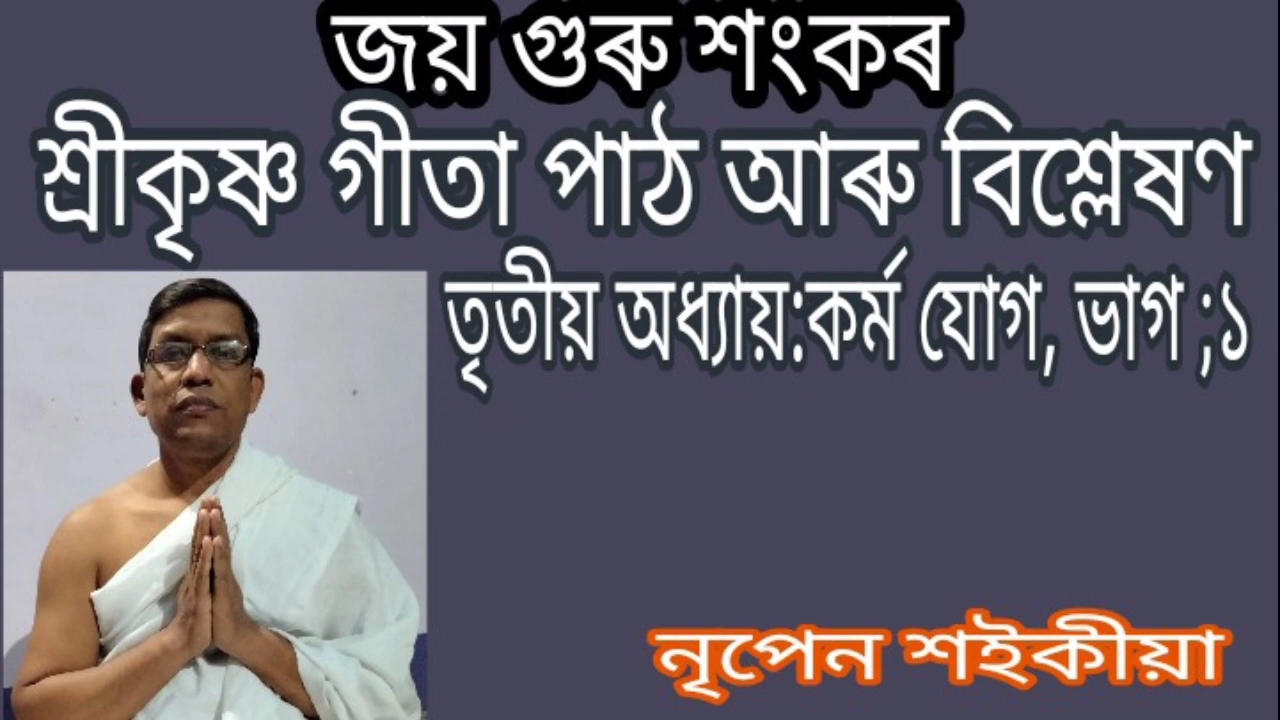 জয় গুৰু শংকৰ
শ্ৰীকৃষ্ণ গীতা পাঠ আৰু বিশ্লেষণ
তৃতীয় অধ্যায়:কৰ্ম যোগ, ভাগ ;১
নৃপেন শইকীয়া